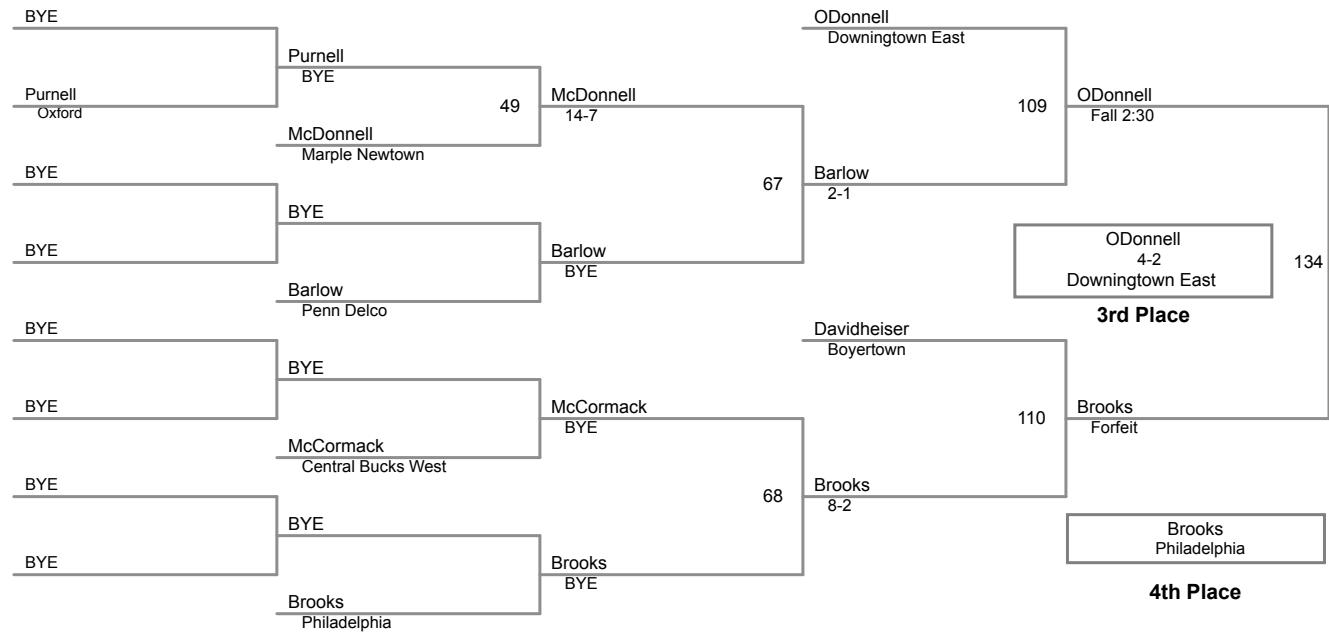 BYE
ODonnell
Downingtown East
Purnell
BYE
Purnell
Oxford
49
McDonnell
14-7
109
ODonnell
Fall 2:30
McDonnell
Marple Newtown
BYE
67
Barlow
2-1
BYE
BYE
Barlow
BYE
ODonnell
4-2
Downingtown East
134
Barlow
Penn Delco
3rd Place
BYE
Davidheiser
Boyertown
BYE
BYE
McCormack
BYE
110
Brooks
Forfeit
McCormack
Central Bucks West
BYE
68
Brooks
8-2
BYE
Brooks
Philadelphia
BYE
Brooks
BYE
4th Place
Brooks
Philadelphia